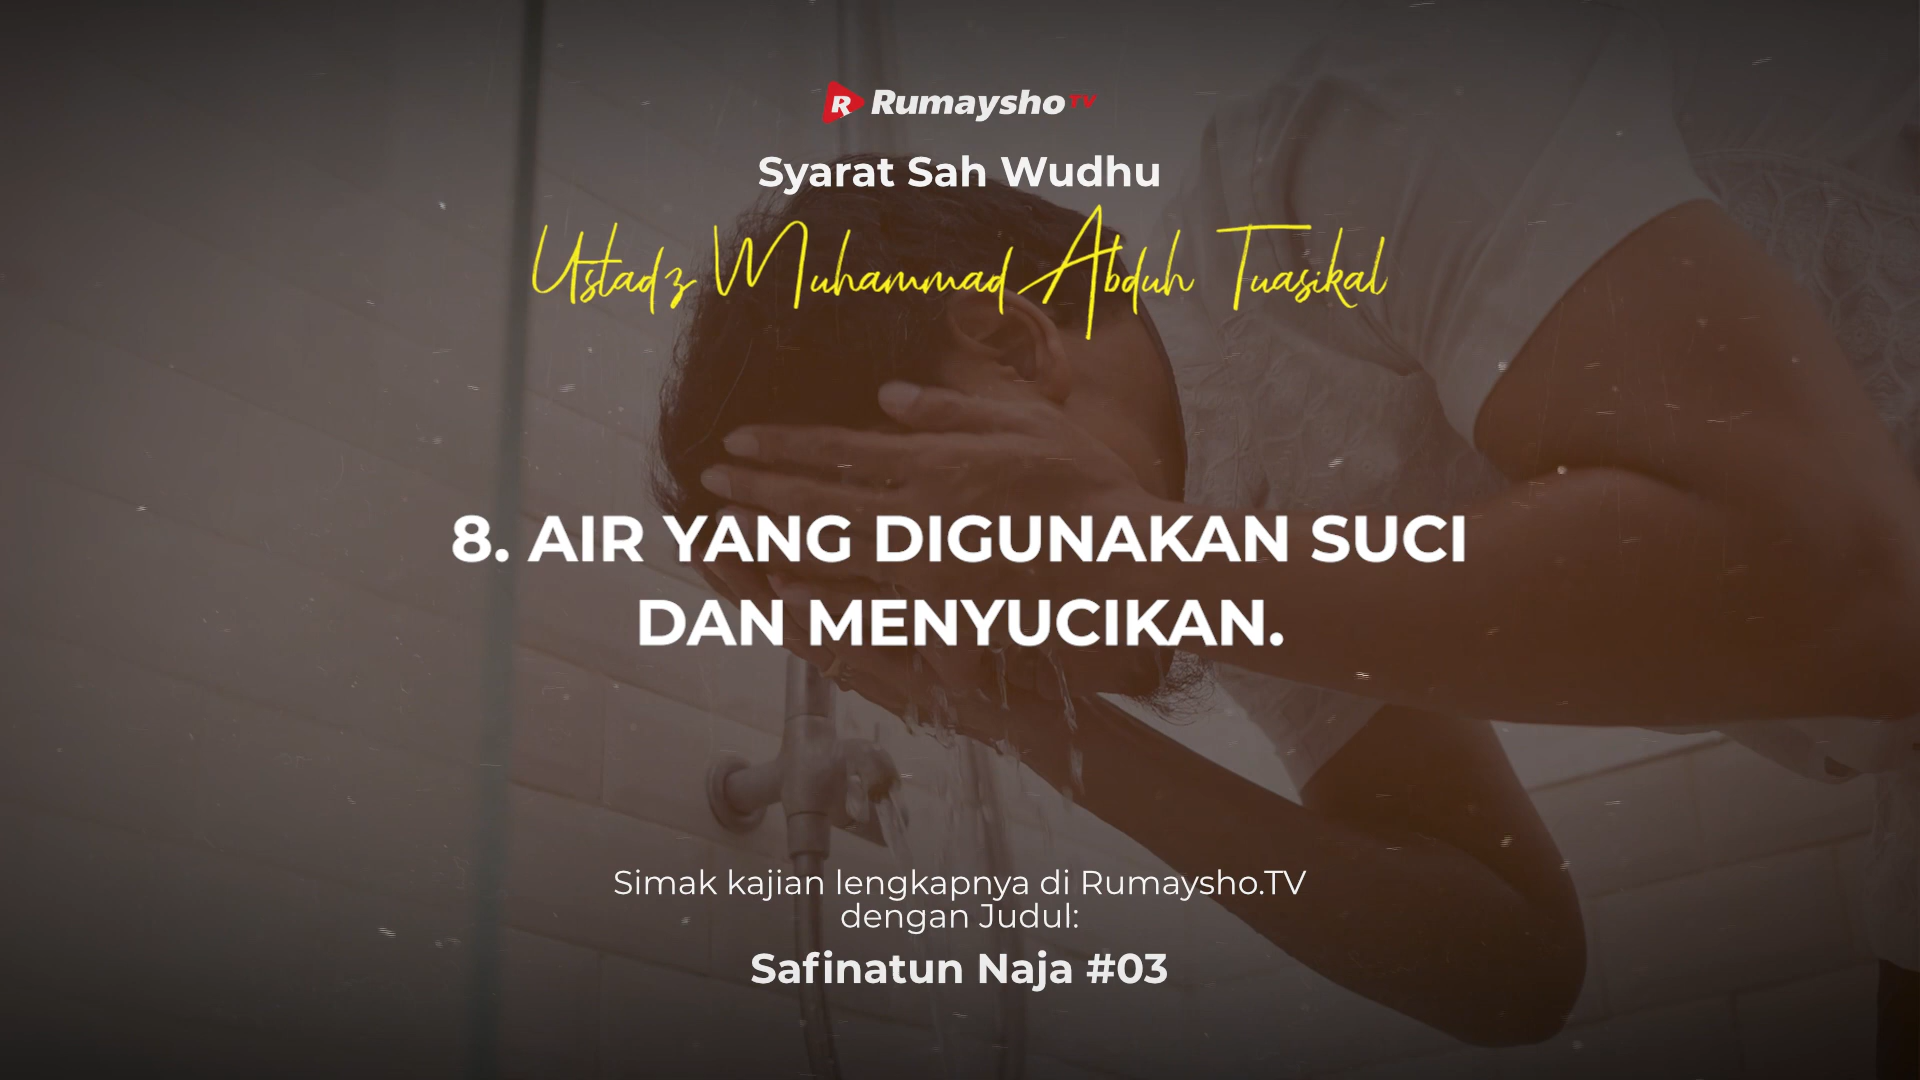 R Rumaysho TV
Syarat Sah Wudhu
Ustadz Muhammad Abduh Tuasikal
8. AIR YANG DIGUNAKAN SUCI
DAN MENYUCIKAN.
Simak kajian lengkapnya di Rumaysho.TV
dengan Judul:
Safinatun Naja #03